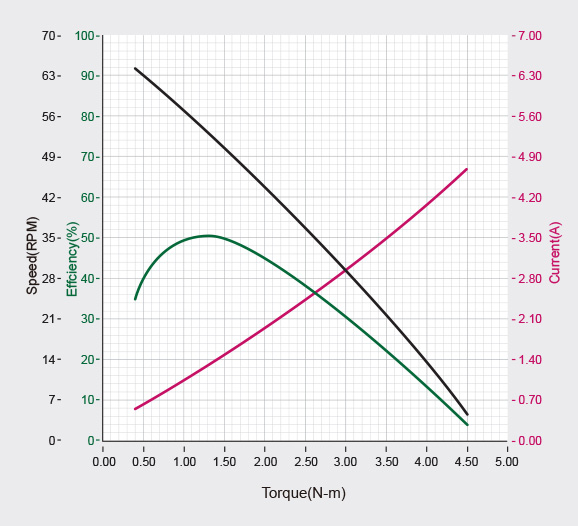 70- 100- - 7.00
63- 90- - 6.30
56- 80- - 5.60
49- 70- - 4.90
42- 60- - 4.20
35- 50- - 3.50
28- 40- - 2.80
21- 30- - 2.10
14- 20- - 1.40
7- 10- - 0.70
0- 0- - 0.00
Speed(RPM)
Effciency(%)
Current(A)
0.00 0.50 1.00 1.50 2.00 2.50 3.00 3.50 4.00 4.50 5.00
Torque(N-m)